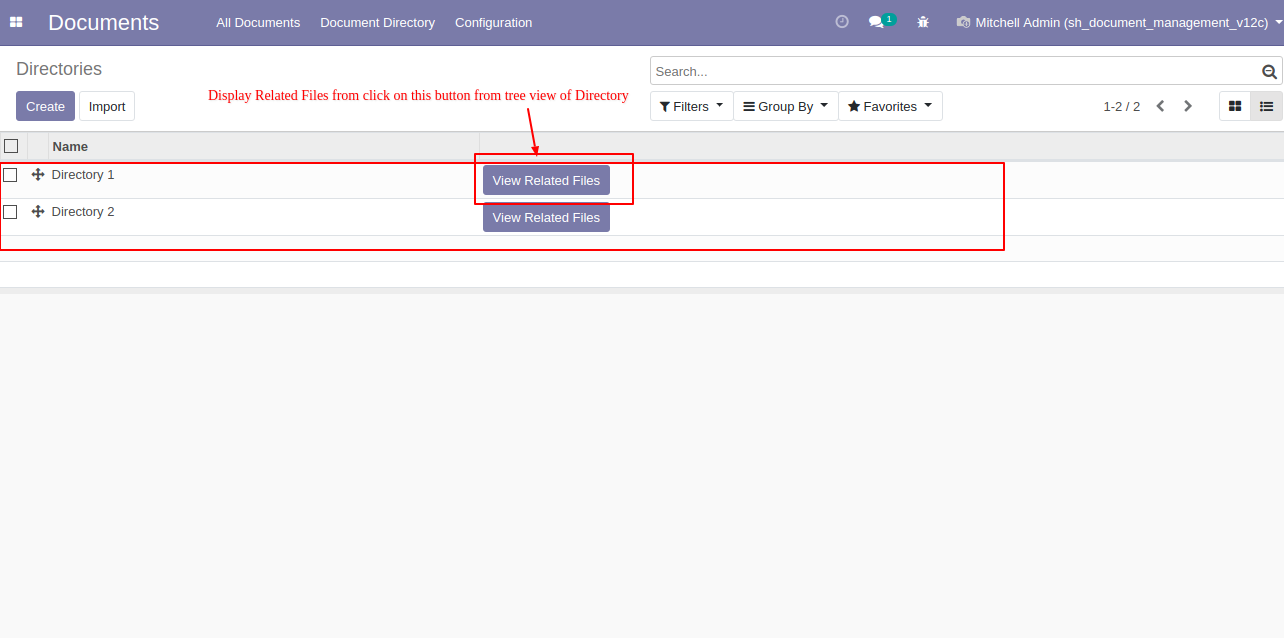 Documents All Documents Document Directory Configuration 1 Mitchell Admin (sh_document_management_v12c)
Directories
Search...
Display Related Files from click on this button from tree view of Directory
Create Import
Filters Group By Favorites 1-2 / 2
Name
Directory 1 View Related Files
Directory 2 View Related Files